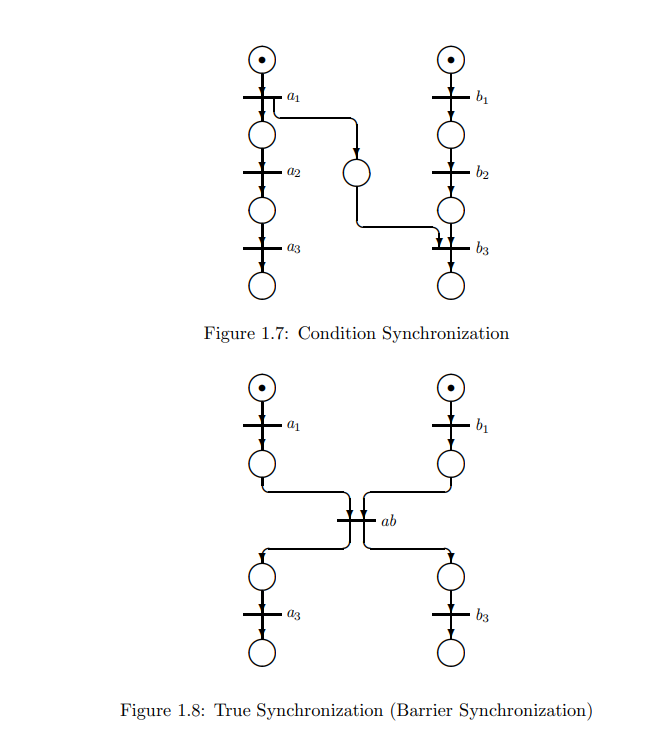 a1 b1
a2 b2
a3 b3
Figure 1.7: Condition Synchronization
a1 b1
ab
a3 b3
Figure 1.8: True Synchronization (Barrier Synchronization)